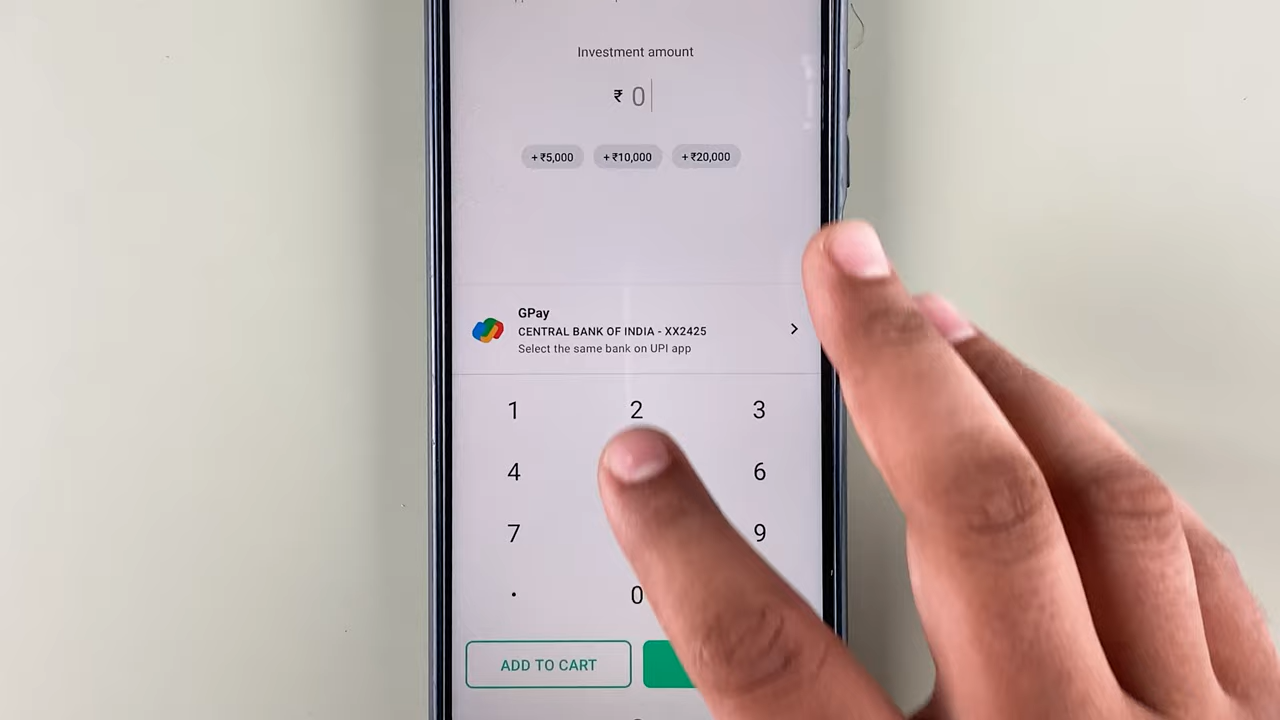 Investment amount
₹ 0
+ ₹5,000 + ₹10,000 + ₹20,000
GPay
CENTRAL BANK OF INDIA - XX2425
Select the same bank on UPI app
1 2 3
4 6
7 9
. 0
ADD TO CART